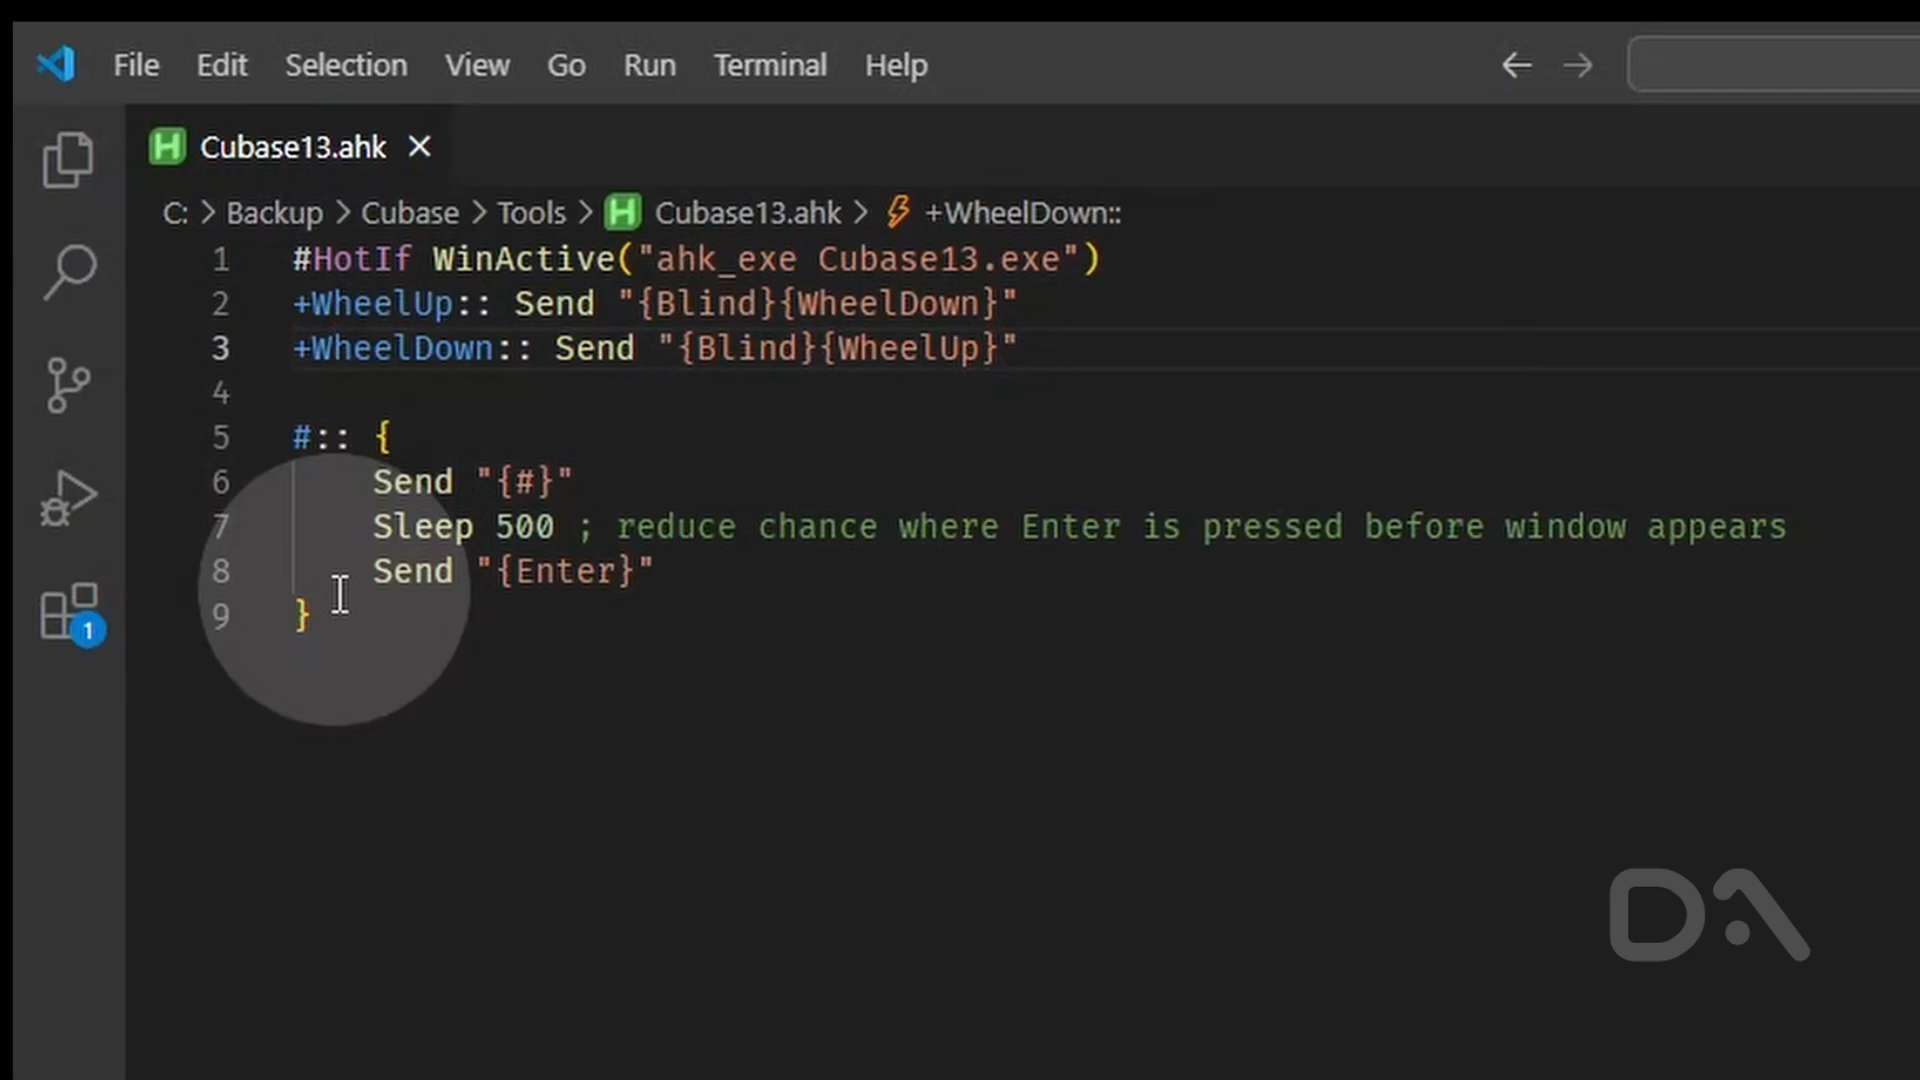 File Edit Selection View Go Run Terminal Help
Cubase13.ahk
C: > Backup > Cubase > Tools > Cubase13.ahk > +WheelDown::
1 #HotIf WinActive("ahk_exe Cubase13.exe")
2 +WheelUp:: Send "{Blind}{WheelDown}"
3 +WheelDown:: Send "{Blind}{WheelUp}"
4
5 #:: {
6 Send "{#}"
7 Sleep 500 ; reduce chance where Enter is pressed before window appears
8 Send "{Enter}"
9 }
1
DA